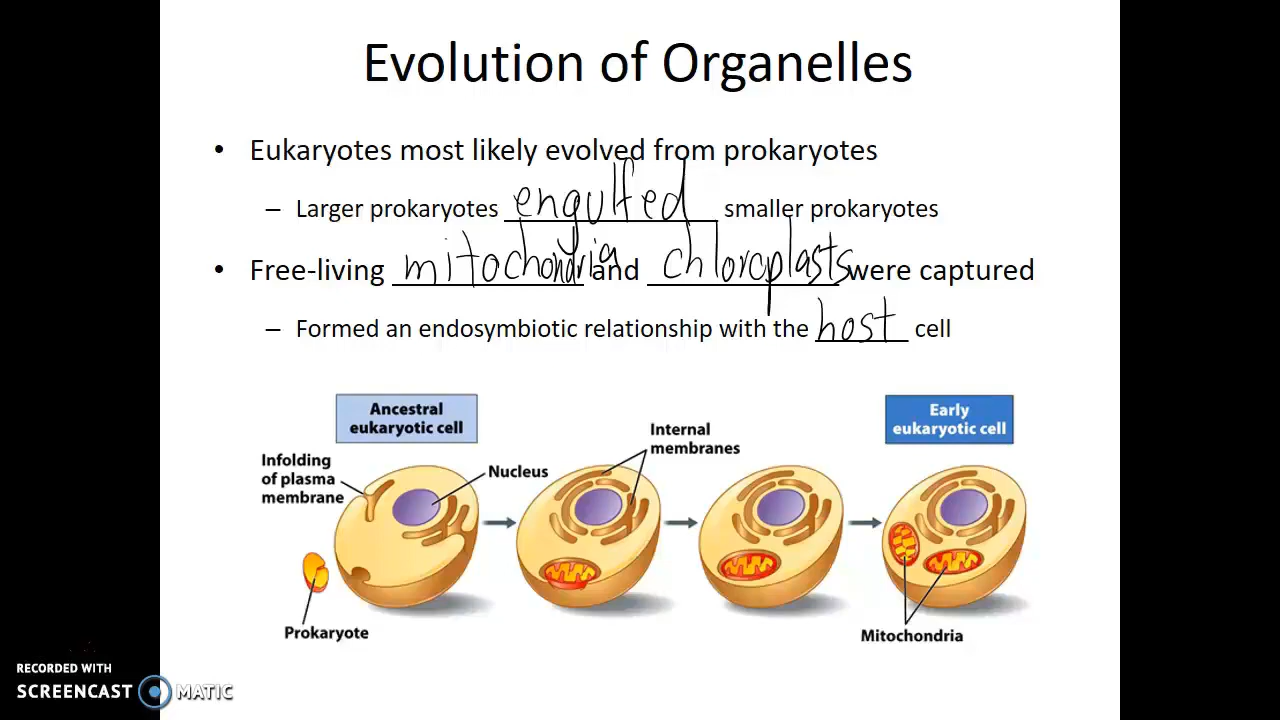 Evolution of Organelles
• Eukaryotes most likely evolved from prokaryotes
– Larger prokaryotes engulfed smaller prokaryotes
• Free-living mitochondria and chloroplasts were captured
– Formed an endosymbiotic relationship with the host cell
Ancestral
eukaryotic cell
Early
eukaryotic cell
Infolding
of plasma
membrane
Nucleus
Internal
membranes
Prokaryote
Mitochondria
RECORDED WITH
SCREENCAST MATIC